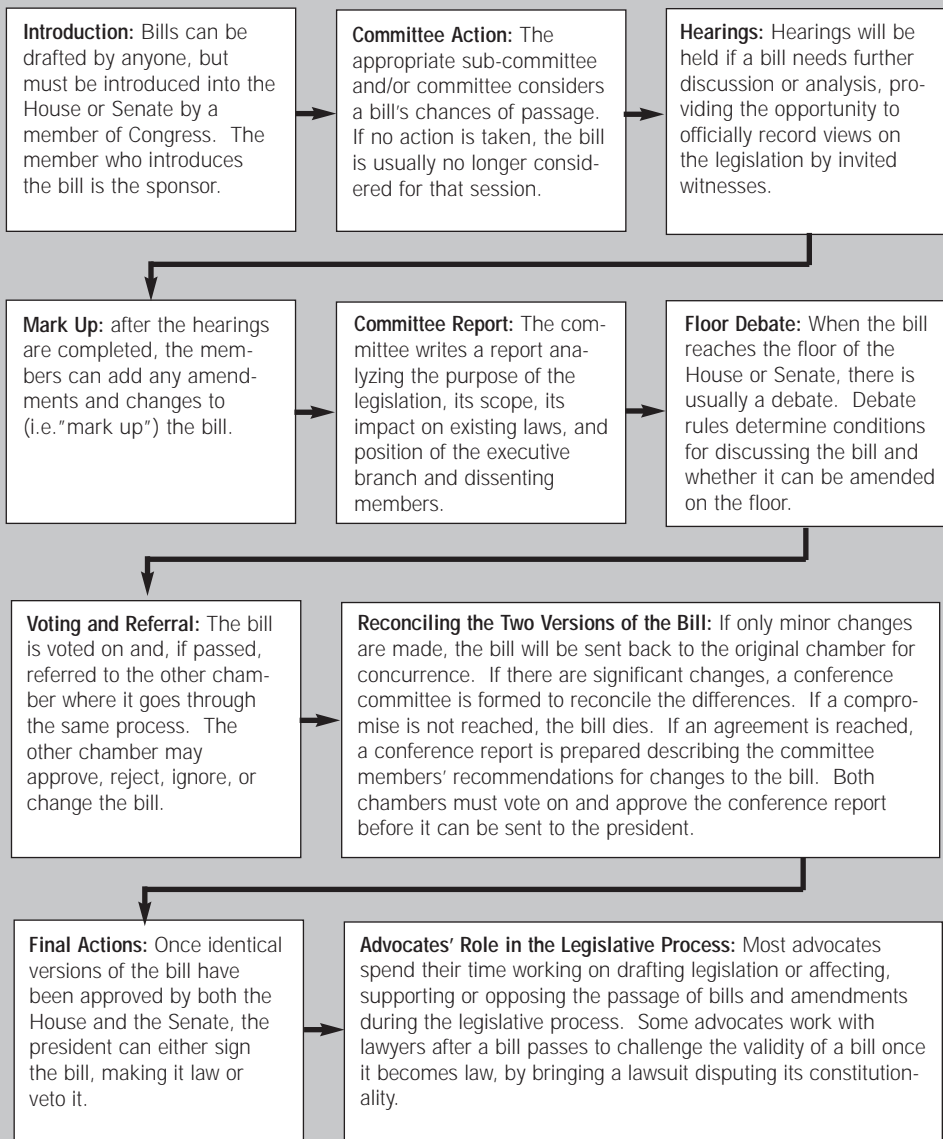 Introduction: Bills can be
drafted by anyone, but
must be introduced into the
House or Senate by a
member of Congress. The
member who introduces
the bill is the sponsor.
Committee Action: The
appropriate sub-committee
and/or committee considers
a bill's chances of passage.
If no action is taken, the bill
is usually no longer consid-
ered for that session.
Hearings: Hearings will be
held if a bill needs further
discussion or analysis, pro-
viding the opportunity to
officially record views on
the legislation by invited
witnesses.
Mark Up: after the hearings
are completed, the mem-
bers can add any amend-
ments and changes to
(i.e."mark up") the bill.
Committee Report: The com-
mittee writes a report ana-
lyzing the purpose of the
legislation, its scope, its
impact on existing laws, and
position of the executive
branch and dissenting
members.
Floor Debate: When the bill
reaches the floor of the
House or Senate, there is
usually a debate. Debate
rules determine conditions
for discussing the bill and
whether it can be amended
on the floor.
Voting and Referral: The bill
is voted on and, if passed,
referred to the other cham-
ber where it goes through
the same process. The
other chamber may
approve, reject, ignore, or
change the bill.
Reconciling the Two Versions of the Bill: If only minor changes
are made, the bill will be sent back to the original chamber for
concurrence. If there are significant changes, a conference
committee is formed to reconcile the differences. If a compro-
mise is not reached, the bill dies. If an agreement is reached,
a conference report is prepared describing the committee
members' recommendations for changes to the bill. Both
chambers must vote on and approve the conference report
before it can be sent to the president.
Final Actions: Once identical
versions of the bill have
been approved by both the
House and the Senate, the
president can either sign
the bill, making it law or
veto it.
Advocates' Role in the Legislative Process: Most advocates
spend their time working on drafting legislation or affecting,
supporting or opposing the passage of bills and amendments
during the legislative process. Some advocates work with
lawyers after a bill passes to challenge the validity of a bill once
it becomes law, by bringing a lawsuit disputing its constitution-
ality.